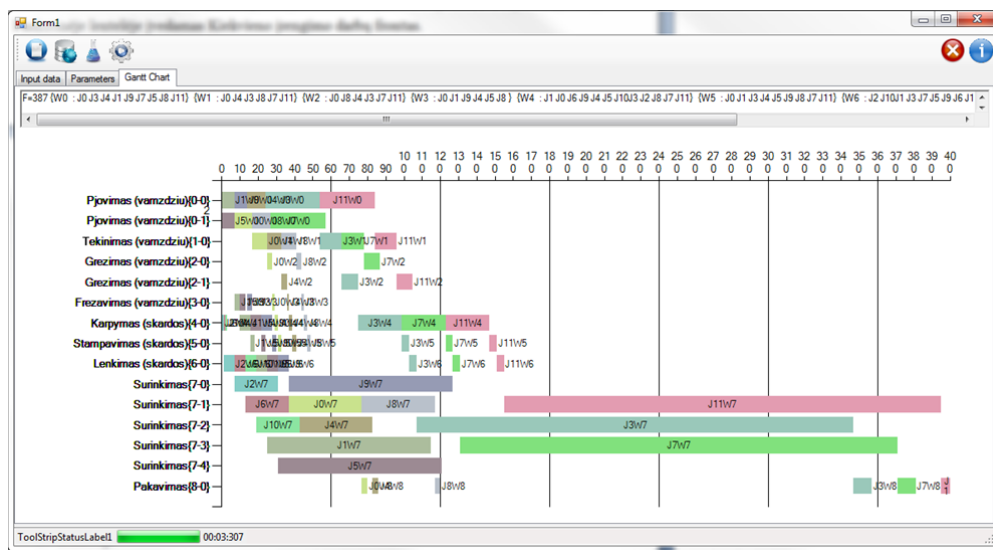 Form1
Input data Parameters Gantt Chart
F=387 {W0 : J0 J3 J4 J1 J9 J7 J5 J8 J11} {W1 : J0 J4 J3 J8 J7 J11} {W2 : J0 J8 J4 J3 J7 J11} {W3 : J0 J1 J9 J4 J5 J8 } {W4 : J1 J0 J6 J9 J4 J5 J10J3 J2 J8 J7 J11} {W5 : J0 J1 J3 J4 J5 J9 J8 J7 J11} {W6 : J2 J10J1 J3 J7 J5 J9 J6 J1
0 10 20 30 40 50 60 70 80 90 100 110 120 130 140 150 160 170 180 190 200 210 220 230 240 250 260 270 280 290 300 310 320 330 340 350 360 370 380 390 400
Pjovimas (vamzdziu){0-0} J11W0
Pjovimas (vamzdziu){0-1}
Tekinimas (vamzdziu){1-0} J11W1
Grezimas (vamzdziu){2-0} J0W2 J8W2 J7W2
Grezimas (vamzdziu){2-1} J4W2 J3W2 J11W2
Frezavimas (vamzdziu){3-0}
Karpymas (skardos){4-0} J3W4 J7W4 J11W4
Stampavimas (skardos){5-0} J3W5 J7W5 J11W5
Lenkimas (skardos){6-0} J3W6 J7W6 J11W6
Surinkimas{7-0} J2W7 J9W7
Surinkimas{7-1} J6W7 J0W7 J8W7 J11W7
Surinkimas{7-2} J10W7 J4W7 J3W7
Surinkimas{7-3} J1W7 J7W7
Surinkimas{7-4} J5W7
Pakavimas{8-0} J8W8 J3W8 J7W8
ToolStripStatusLabel1 00:03:307